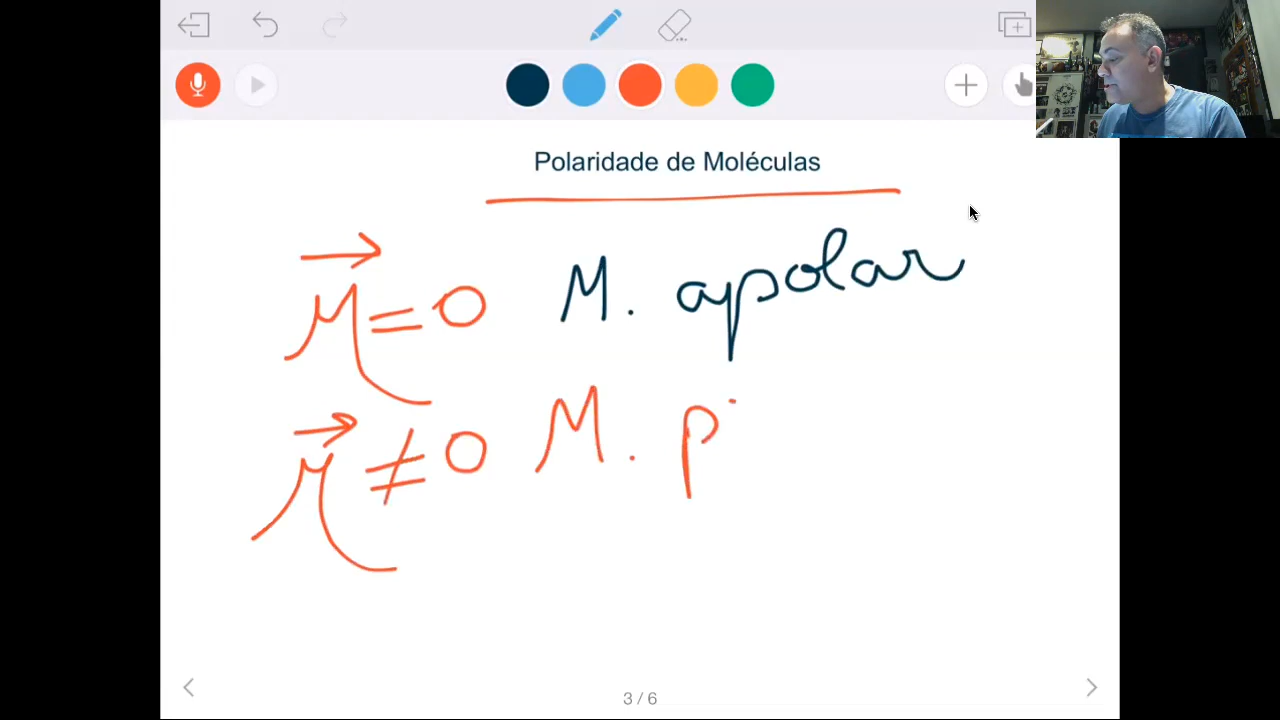 Polaridade de Moléculas
→
μ = 0 M. apolar
→
μ ≠ 0 M. p
3 / 6